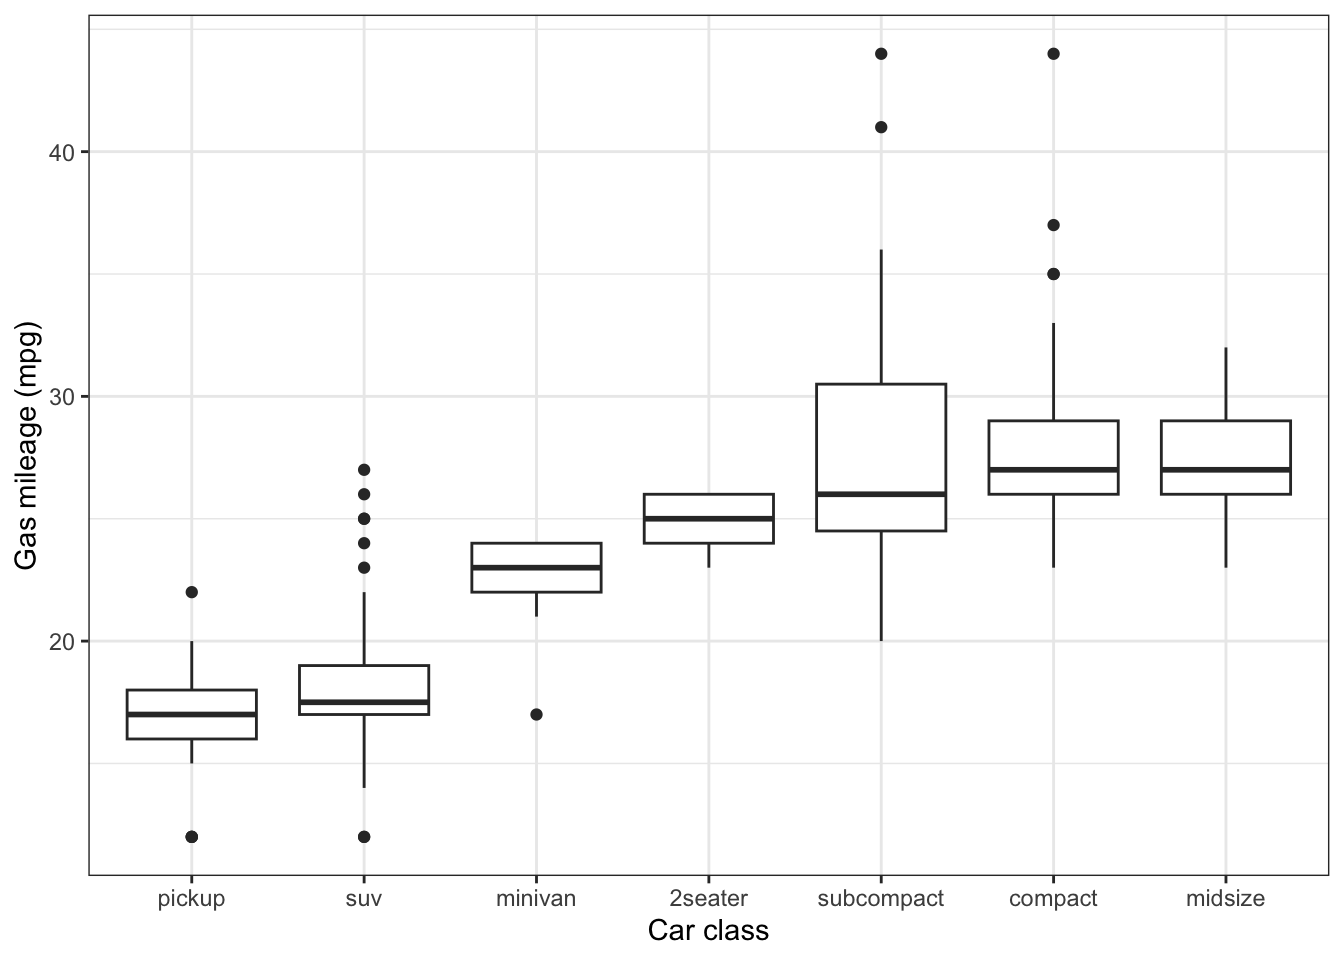 Gas mileage (mpg)
40
30
20
pickup suv minivan 2seater subcompact compact midsize
Car class